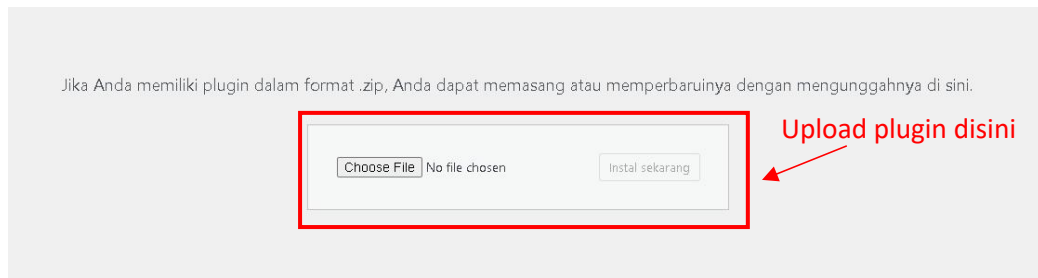 Jika Anda memiliki plugin dalam format .zip, Anda dapat memasang atau memperbaruinya dengan mengunggahnya di sini.
Upload plugin disini
Choose File No file chosen Instal sekarang